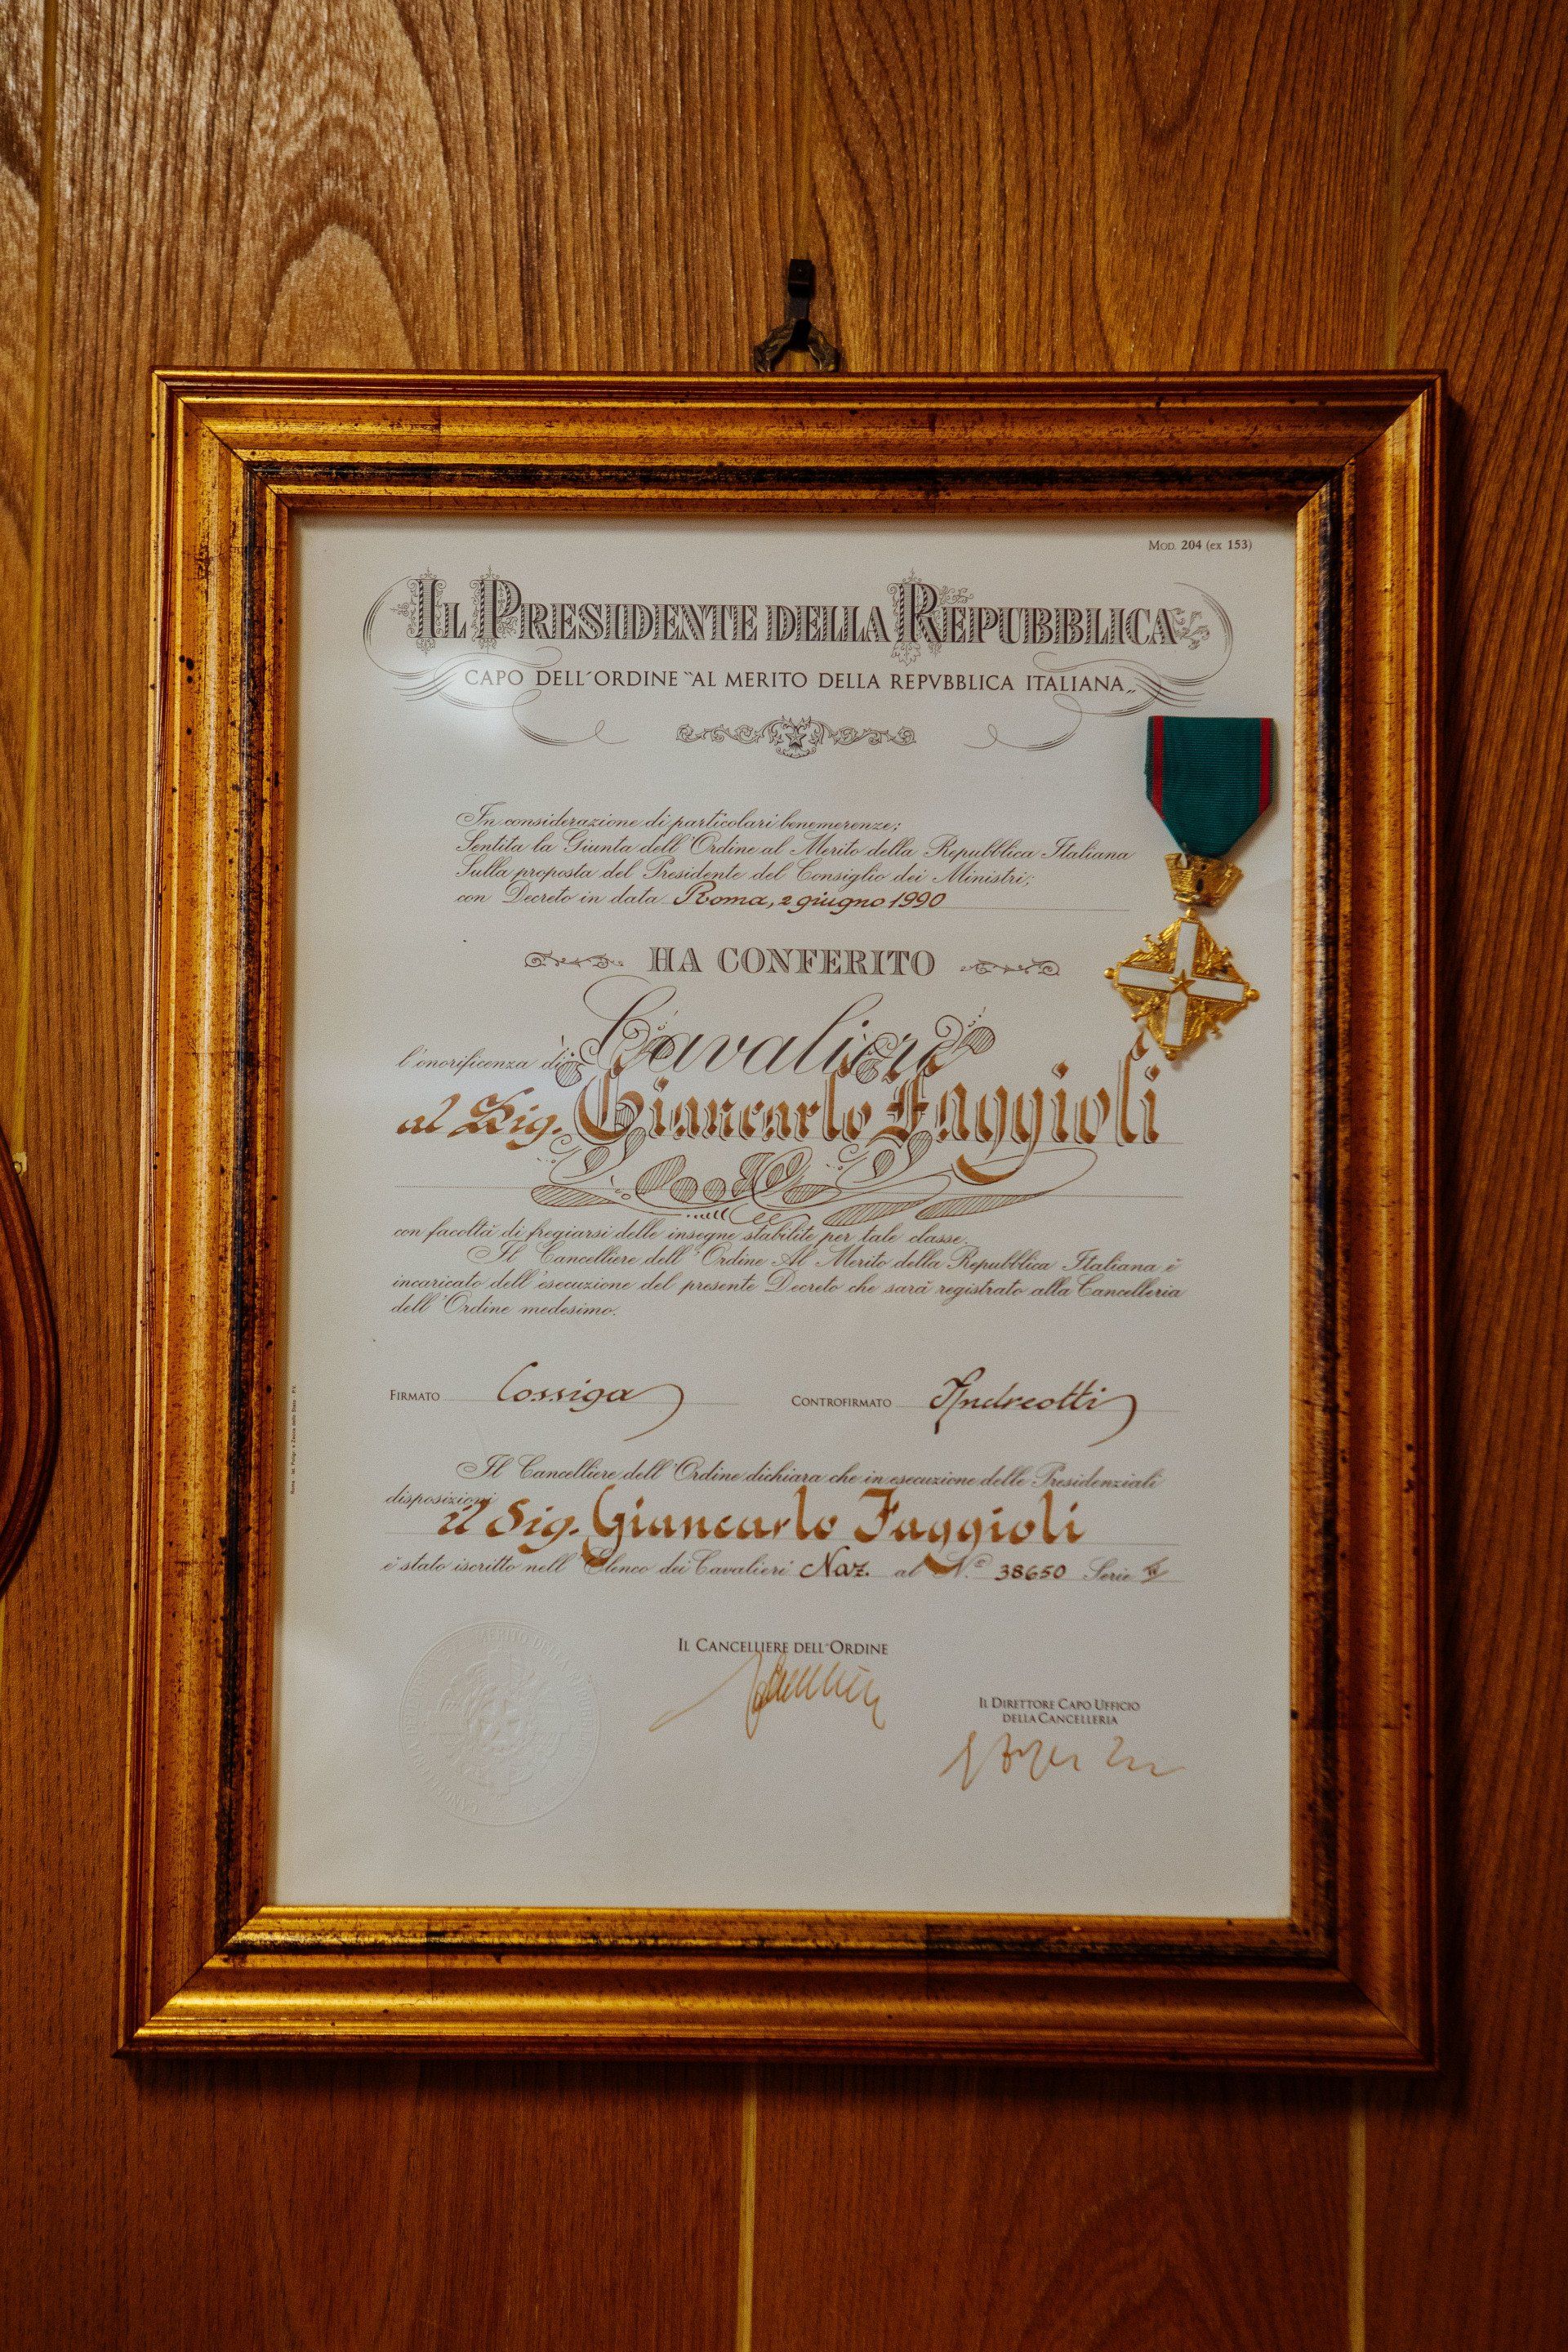 Mod. 204 (ex 153)
Il Presidente della Repubblica
CAPO DELL'ORDINE "AL MERITO DELLA REPVBBLICA ITALIANA„
In considerazione di particolari benemerenze;
Sentita la Giunta dell'Ordine al Merito della Repubblica Italiana
Sulla proposta del Presidente del Consiglio dei Ministri;
con Decreto in data Roma, 2 giugno 1990
HA CONFERITO
l'onorificenza di Cavaliere
al Sig. Giancarlo Faggioli
con facoltà di fregiarsi delle insegne stabilite per tale classe.
Il Cancelliere dell'Ordine Al Merito della Repubblica Italiana è
incaricato dell'esecuzione del presente Decreto che sarà registrato alla Cancelleria
dell'Ordine medesimo.
Firmato Cossiga Controfirmato Andreotti
Il Cancelliere dell'Ordine dichiara che in esecuzione delle Presidenziali
disposizioni
il Sig. Giancarlo Faggioli
è stato iscritto nell'Elenco dei Cavalieri Naz. al N.° 38650 Serie
Il Cancelliere dell'Ordine
Il Direttore Capo Ufficio
della Cancelleria